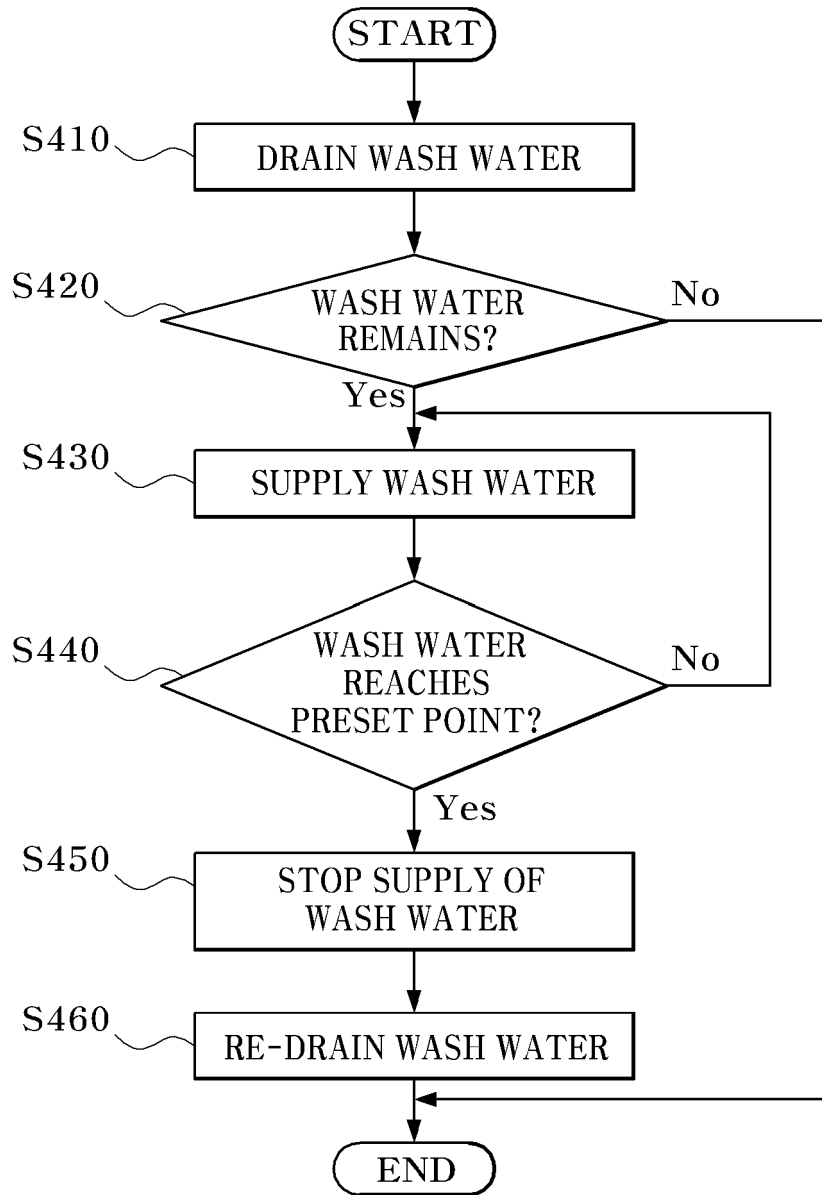 START
S410
DRAIN WASH WATER
S420
WASH WATER
REMAINS?
No
Yes
S430
SUPPLY WASH WATER
S440
WASH WATER
REACHES
PRESET POINT?
No
Yes
S450
STOP SUPPLY OF
WASH WATER
S460
RE-DRAIN WASH WATER
END